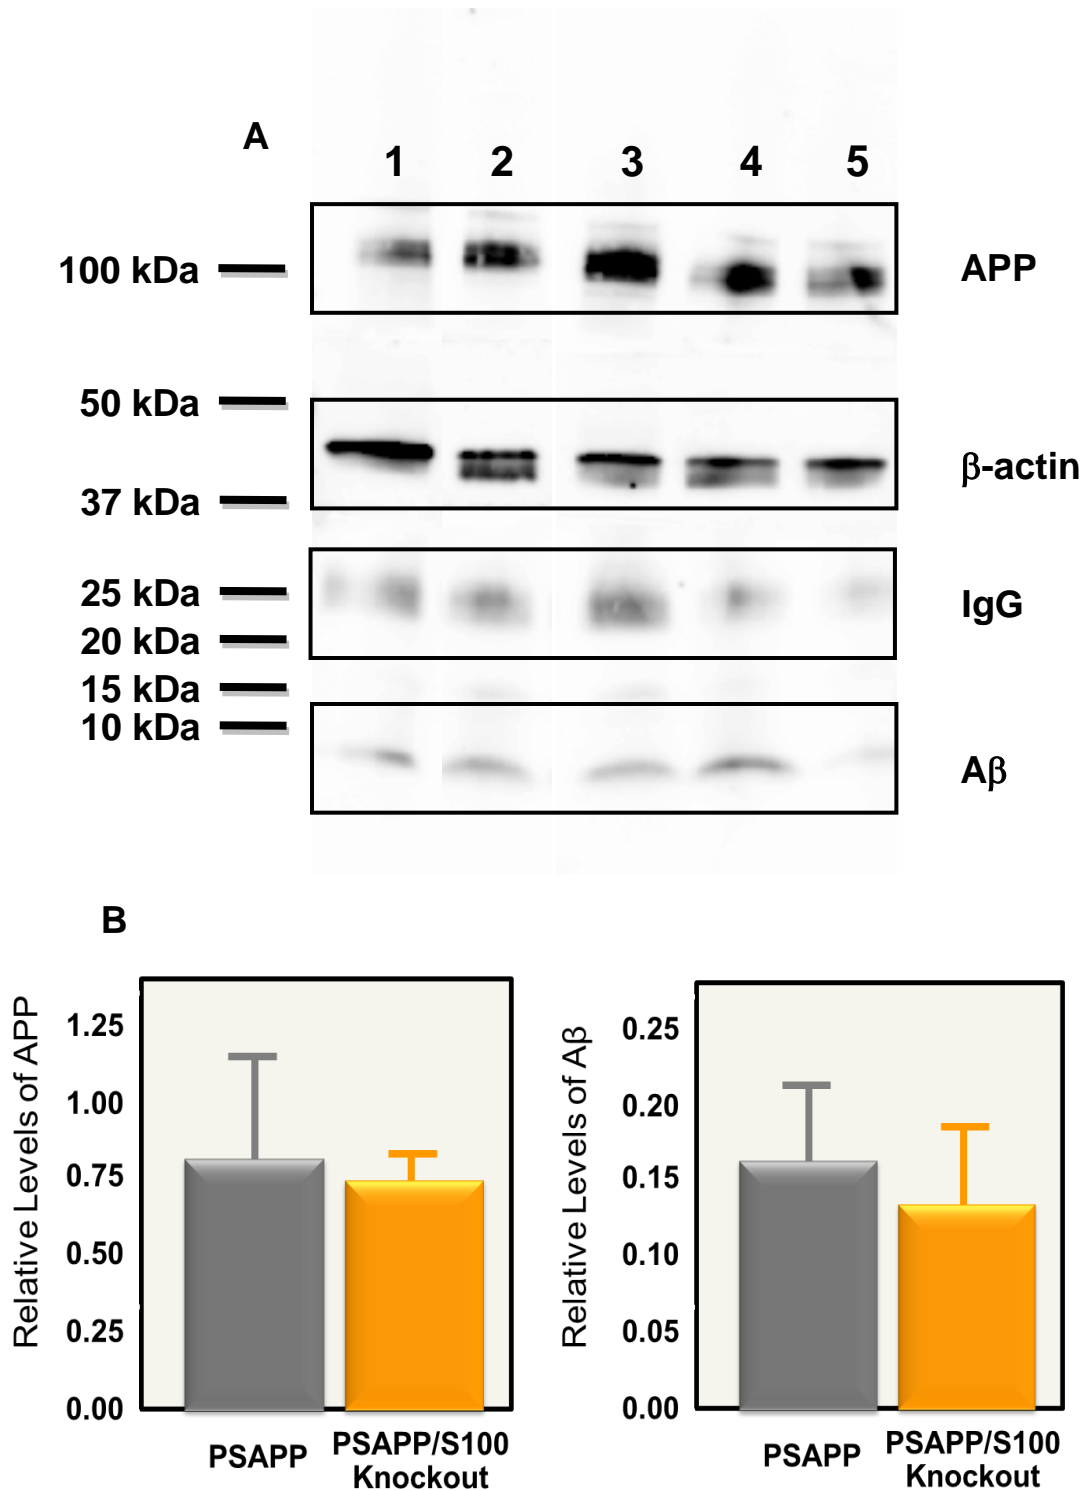 A
1 2 3 4 5
100 kDa
APP
50 kDa
β-actin
37 kDa
25 kDa
IgG
20 kDa
15 kDa
10 kDa
Aβ
B
Relative Levels of APP
1.25
1.00
0.75
0.50
0.25
0.00
PSAPP
PSAPP/S100
Knockout
Relative Levels of Aβ
0.25
0.20
0.15
0.10
0.05
0.00
PSAPP
PSAPP/S100
Knockout